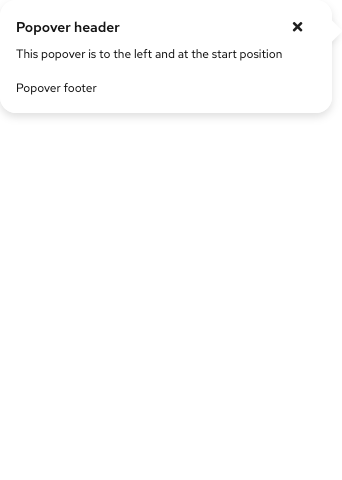 Popover header
This popover is to the left and at the start position
Popover footer